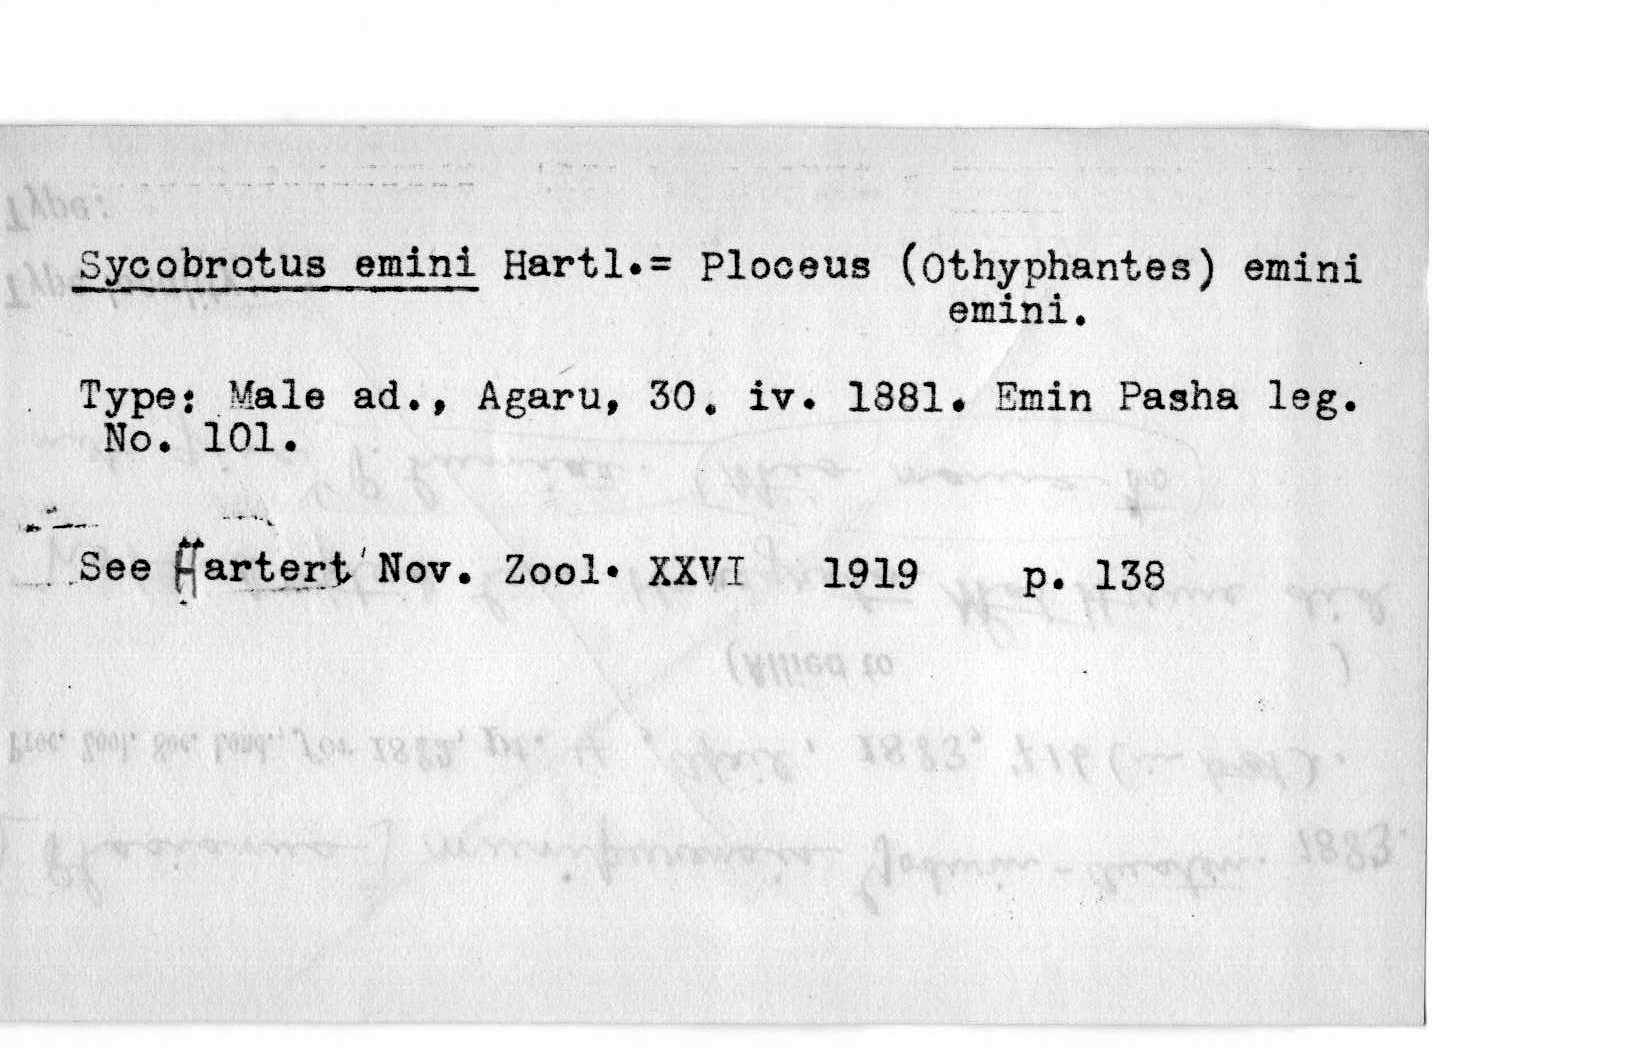 Sycobrotus emini Hartl.= Ploceus (Othyphantes) emini
emini.
Type: Male ad., Agaru, 30. iv. 1881. Emin Pasha leg.
No. 101.
See Hartert Nov. Zool. XXVI 1919 p. 138